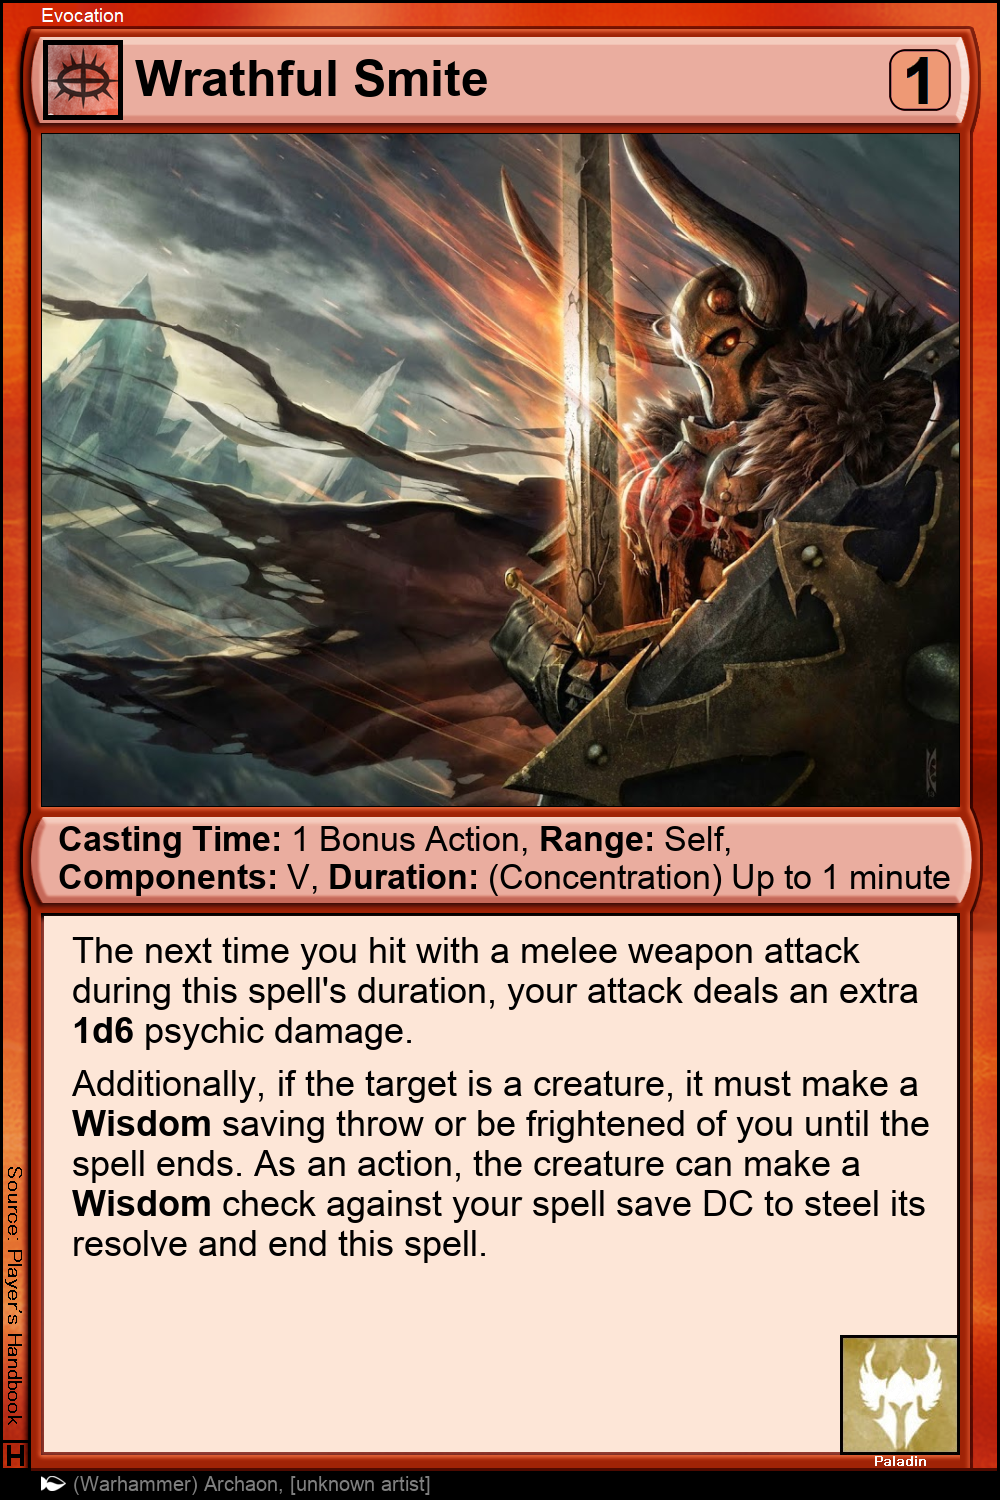 Evocation
Wrathful Smite
1
Casting Time: 1 Bonus Action, Range: Self,
Components: V, Duration: (Concentration) Up to 1 minute
The next time you hit with a melee weapon attack
during this spell's duration, your attack deals an extra
1d6 psychic damage.
Additionally, if the target is a creature, it must make a
Wisdom saving throw or be frightened of you until the
spell ends. As an action, the creature can make a
Wisdom check against your spell save DC to steel its
resolve and end this spell.
Source: Player's Handbook
H
Paladin
(Warhammer) Archaon, [unknown artist]